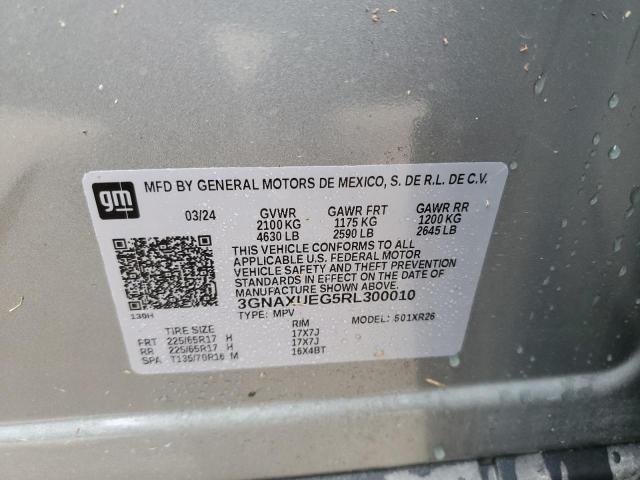 gm
MFD BY GENERAL MOTORS DE MEXICO, S. DE R.L. DE C.V.
03/24 GVWR GAWR FRT GAWR RR
2100 KG 1175 KG 1200 KG
4630 LB 2590 LB 2645 LB
THIS VEHICLE CONFORMS TO ALL
APPLICABLE U.S. FEDERAL MOTOR
VEHICLE SAFETY AND THEFT PREVENTION
STANDARDS IN EFFECT ON THE DATE OF
MANUFACTURE SHOWN ABOVE.
3GNAXUEG5RL300010
130H TYPE: MPV MODEL: 501XR26
TIRE SIZE RIM
FRT 225/65R17 H 17X7J
RR 225/65R17 H 17X7J
SPA T135/70R16 M 16X4BT